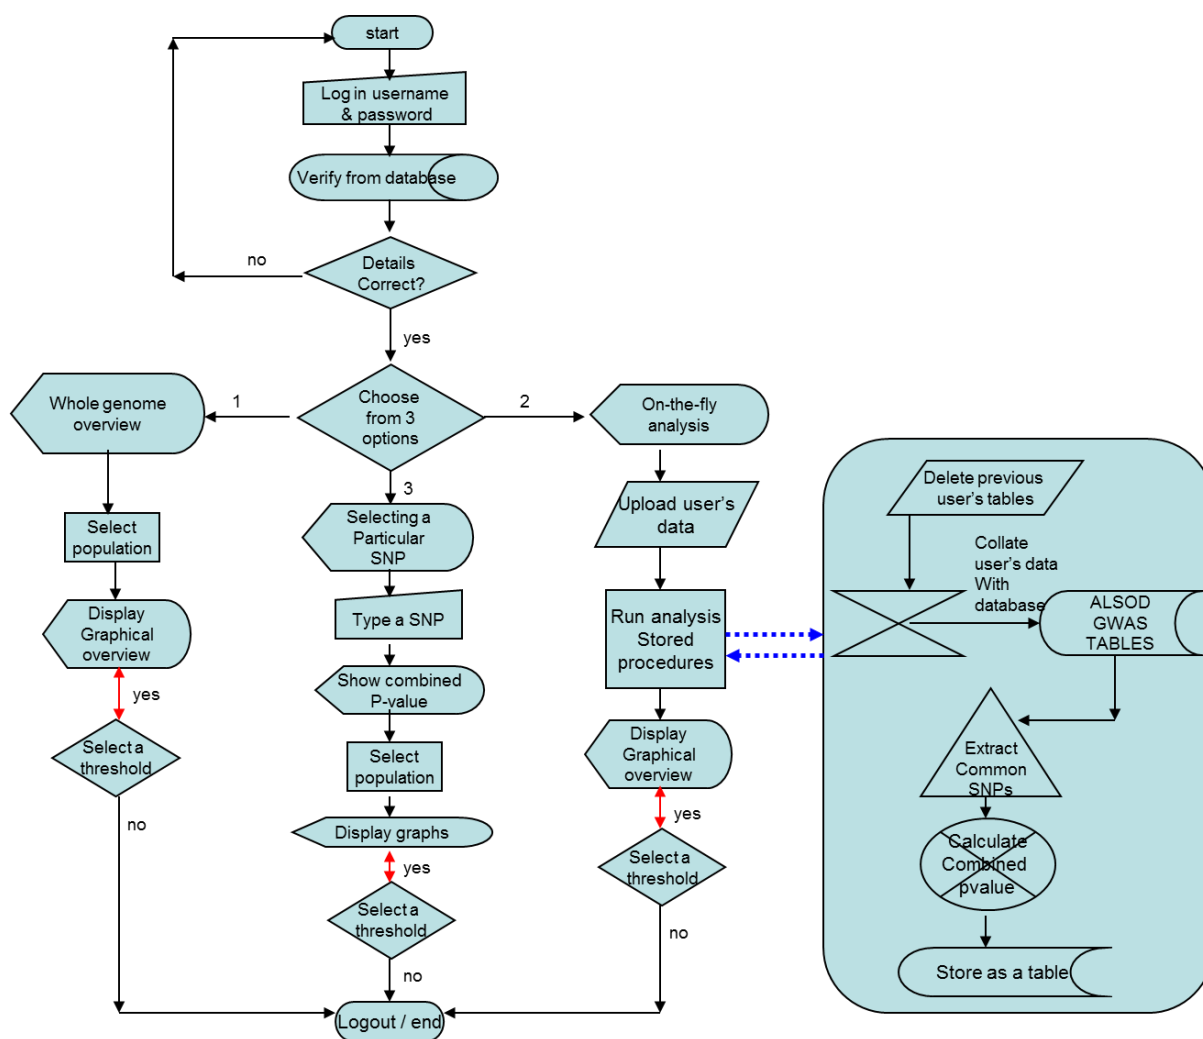 start
Log in username
& password
Verify from database
Details
Correct?
no
yes
Choose
from 3
options
1
2
3
Whole genome
overview
Select
population
Display
Graphical
overview
yes
Select a
threshold
no
Selecting a
Particular
SNP
Type a SNP
Show combined
P-value
Select
population
Display graphs
yes
Select a
threshold
no
Logout / end
On-the-fly
analysis
Upload user's
data
Run analysis
Stored
procedures
Display
Graphical
overview
yes
Select a
threshold
no
Delete previous
user's tables
Collate
user's data
With
database
ALSOD
GWAS
TABLES
Extract
Common
SNPs
Calculate
Combined
pvalue
Store as a table